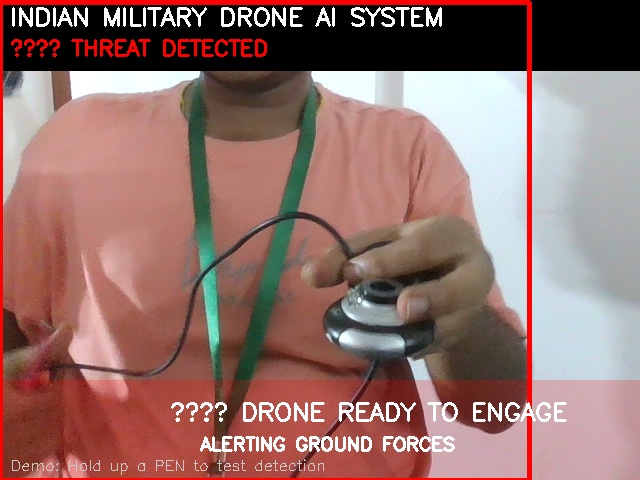 INDIAN MILITARY DRONE AI SYSTEM
???? THREAT DETECTED
???? DRONE READY TO ENGAGE
ALERTING GROUND FORCES
Demo: Hold up a PEN to test detection